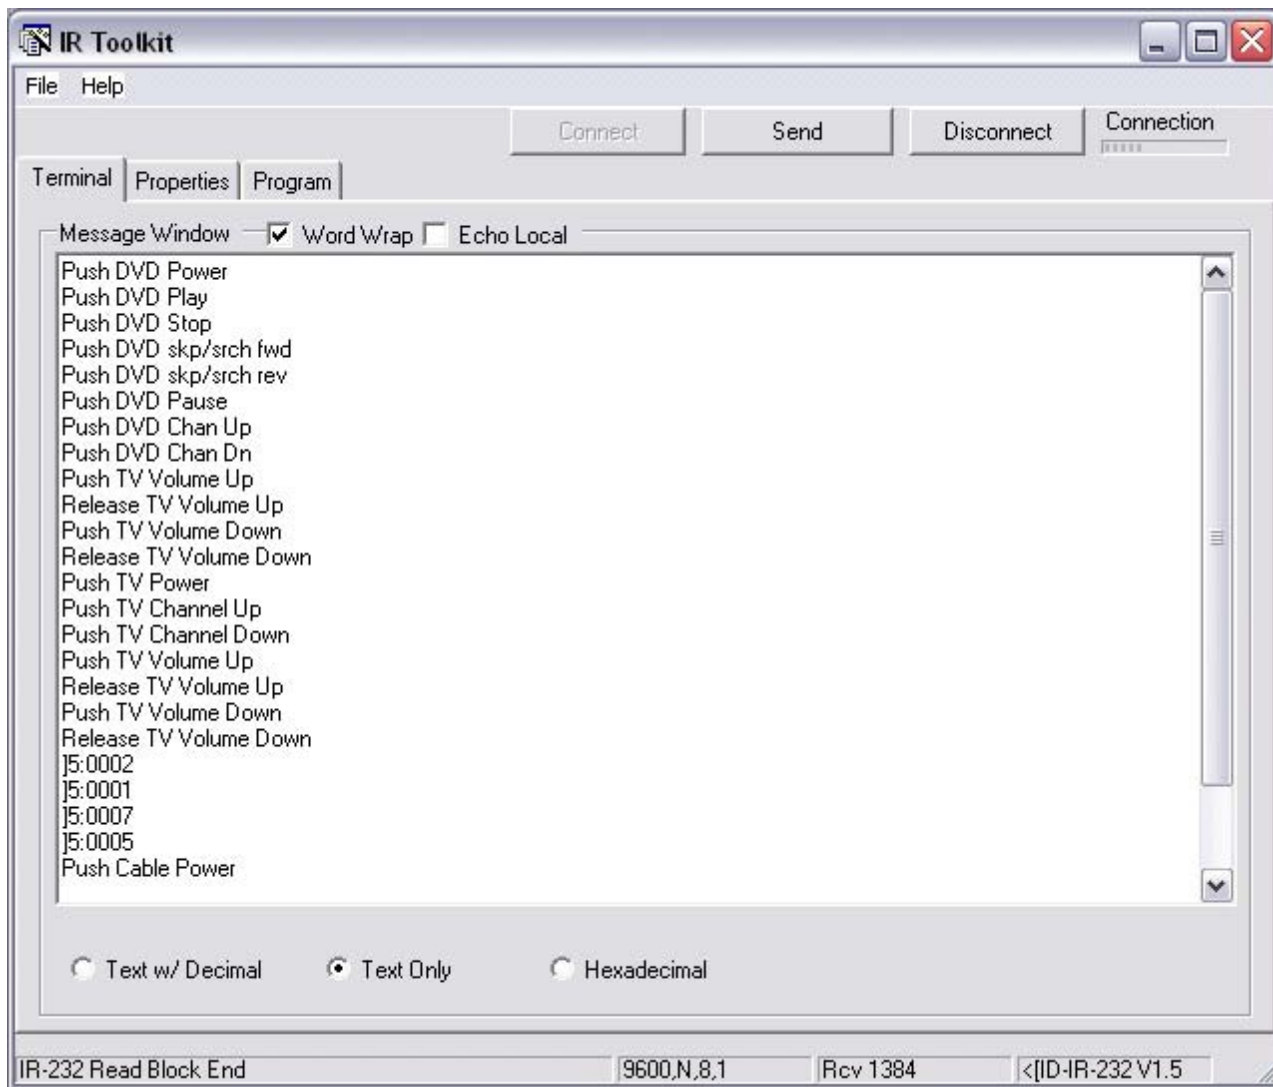 IR Toolkit
File Help
Connect Send Disconnect Connection
Terminal Properties Program
Message Window Word Wrap Echo Local
Push DVD Power
Push DVD Play
Push DVD Stop
Push DVD skp/srch fwd
Push DVD skp/srch rev
Push DVD Pause
Push DVD Chan Up
Push DVD Chan Dn
Push TV Volume Up
Release TV Volume Up
Push TV Volume Down
Release TV Volume Down
Push TV Power
Push TV Channel Up
Push TV Channel Down
Push TV Volume Up
Release TV Volume Up
Push TV Volume Down
Release TV Volume Down
]5:0002
]5:0001
]5:0007
]5:0005
Push Cable Power
Text w/ Decimal Text Only Hexadecimal
IR-232 Read Block End 9600,N,8,1 Rcv 1384 <[ID-IR-232 V1.5